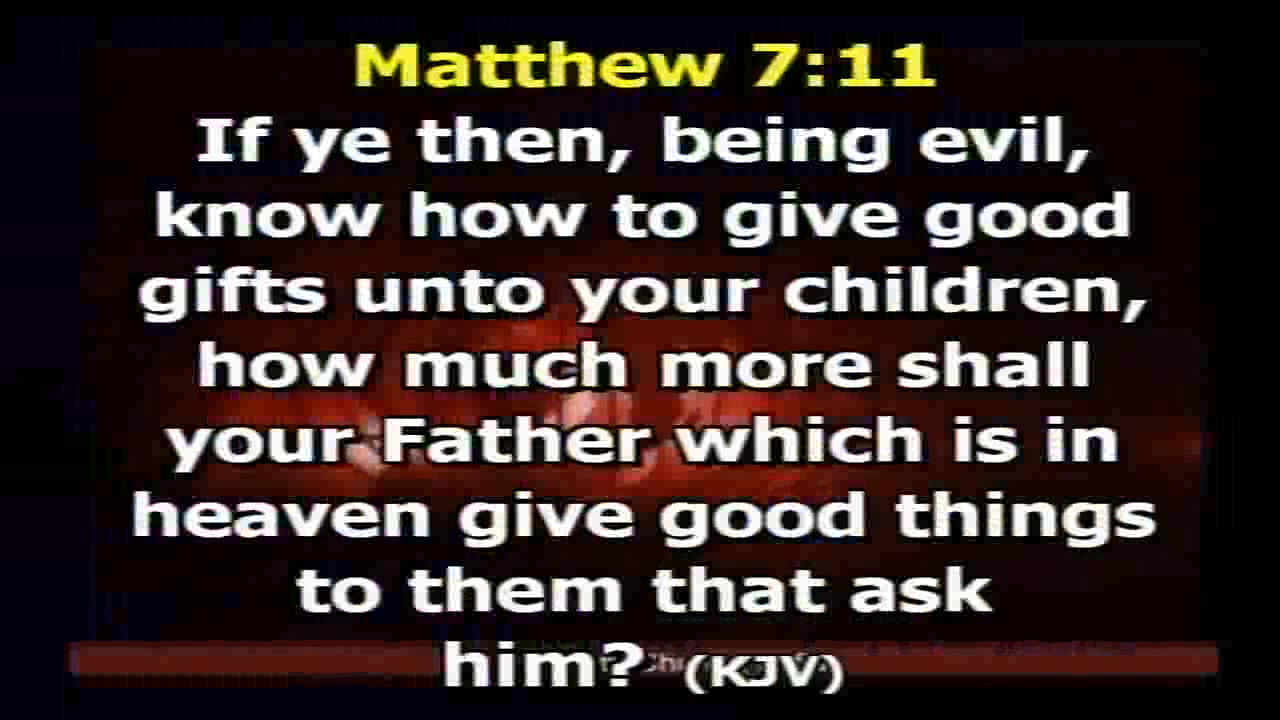 Matthew 7:11
If ye then, being evil,
know how to give good
gifts unto your children,
how much more shall
your Father which is in
heaven give good things
to them that ask
him? (KJV)